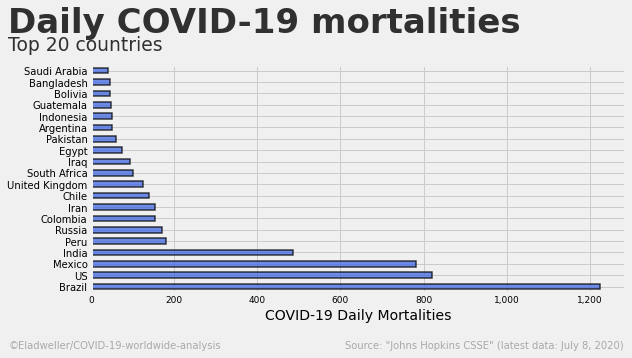 Daily COVID-19 mortalities
Top 20 countries
Saudi Arabia
Bangladesh
Bolivia
Guatemala
Indonesia
Argentina
Pakistan
Egypt
Iraq
South Africa
United Kingdom
Chile
Iran
Colombia
Russia
Peru
India
Mexico
US
Brazil
0 200 400 600 800 1,000 1,200
COVID-19 Daily Mortalities
©Eladweller/COVID-19-worldwide-analysis
Source: "Johns Hopkins CSSE" (latest data: July 8, 2020)